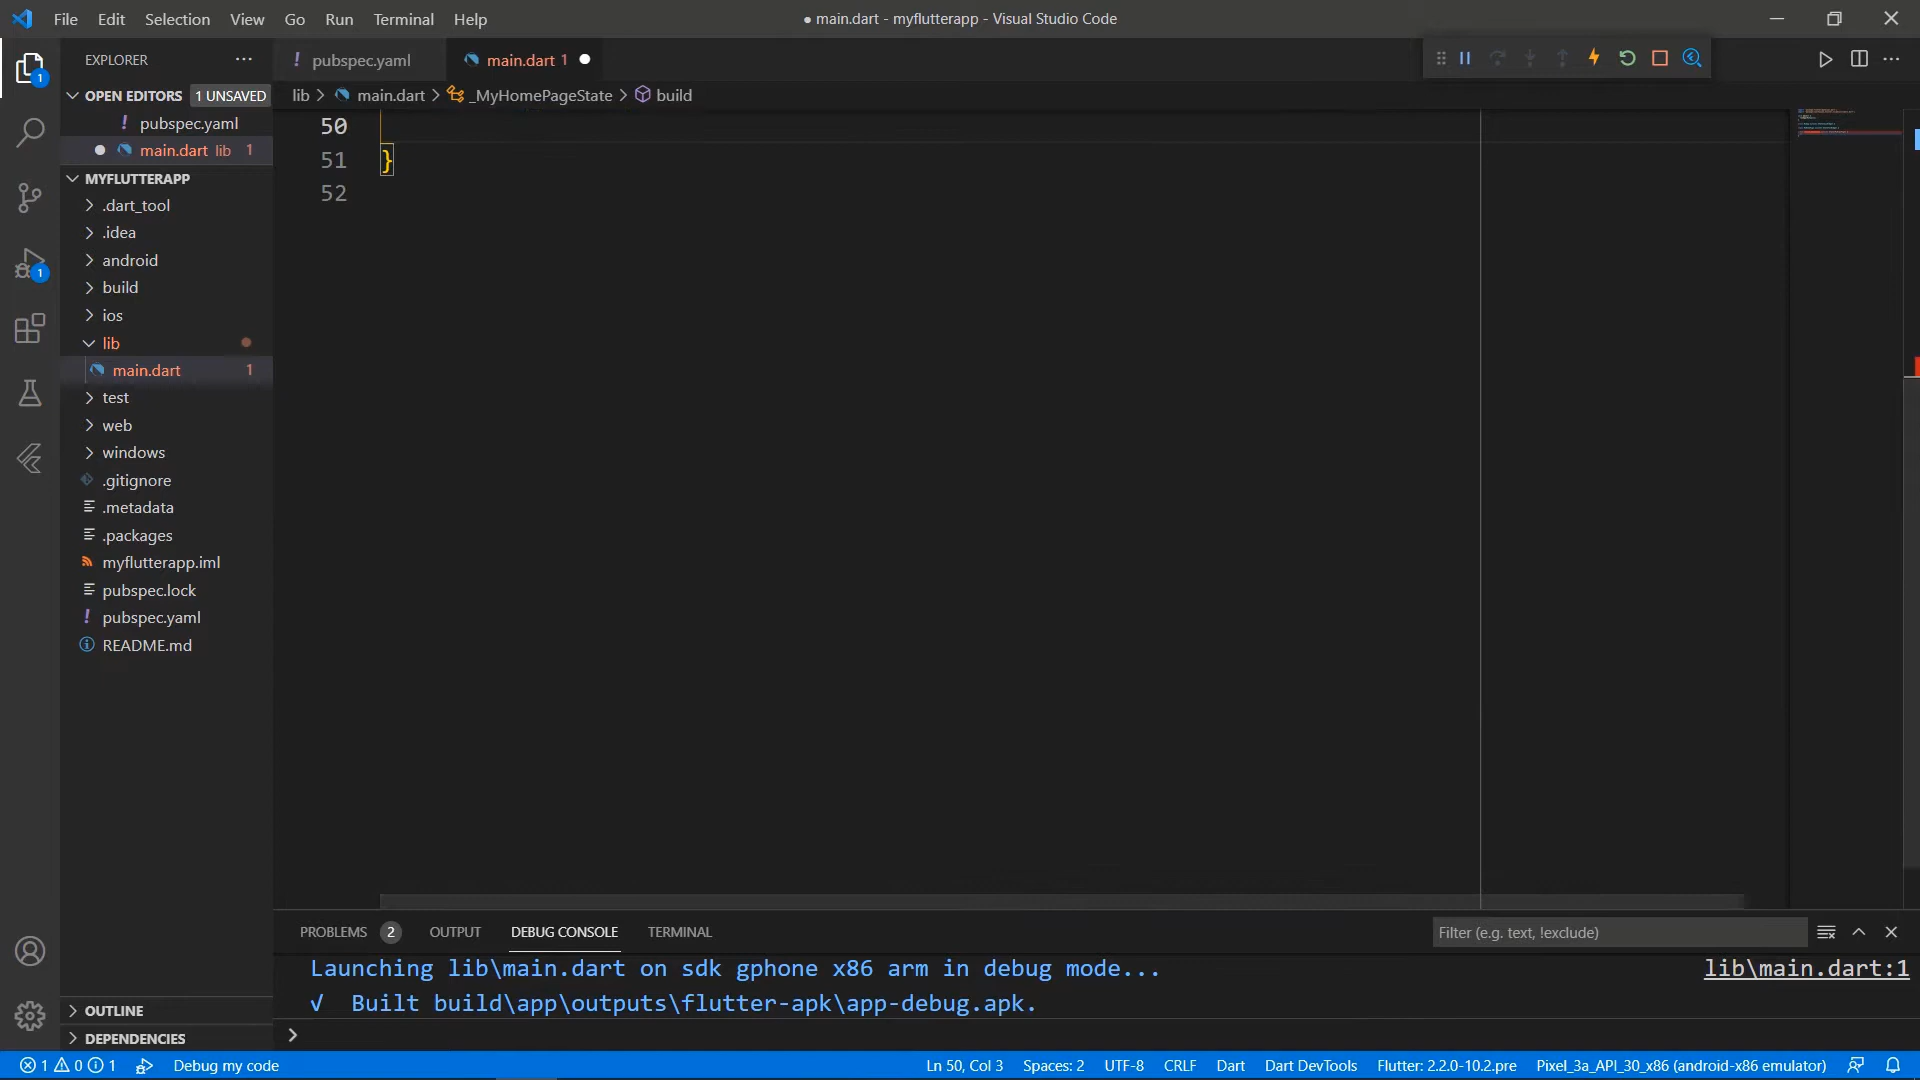 File Edit Selection View Go Run Terminal Help
● main.dart - myflutterapp - Visual Studio Code
EXPLORER
! pubspec.yaml
main.dart 1
OPEN EDITORS 1 UNSAVED
lib > main.dart > _MyHomePageState > build
! pubspec.yaml
main.dart lib 1
MYFLUTTERAPP
.dart_tool
.idea
android
build
ios
lib
main.dart 1
test
web
windows
.gitignore
.metadata
.packages
myflutterapp.iml
pubspec.lock
! pubspec.yaml
README.md
OUTLINE
DEPENDENCIES
1
1
50
51 }
52
PROBLEMS 2 OUTPUT DEBUG CONSOLE TERMINAL
Filter (e.g. text, !exclude)
Launching lib\main.dart on sdk gphone x86 arm in debug mode...
lib\main.dart:1
√ Built build\app\outputs\flutter-apk\app-debug.apk.
>
1 0 1 Debug my code
Ln 50, Col 3 Spaces: 2 UTF-8 CRLF Dart Dart DevTools Flutter: 2.2.0-10.2.pre Pixel_3a_API_30_x86 (android-x86 emulator)